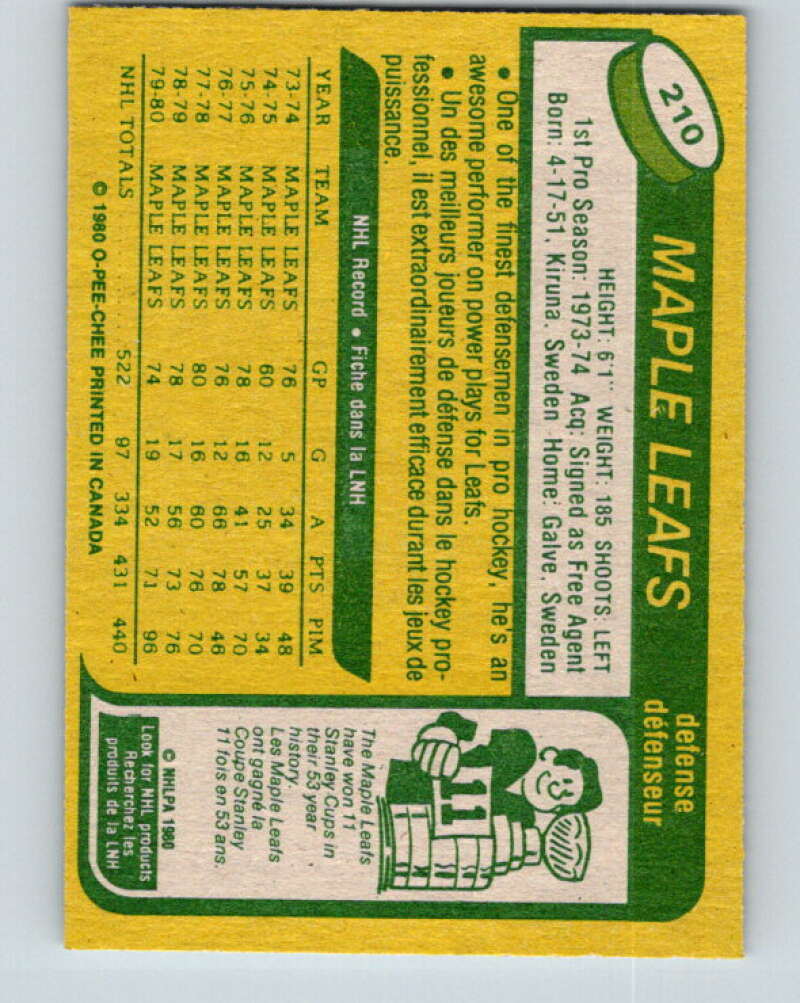 210
MAPLE LEAFS
defense
défenseur
HEIGHT: 6'1" WEIGHT: 185 SHOOTS: LEFT
1st Pro Season: 1973-74 Acq: Signed as Free Agent
Born: 4-17-51, Kiruna, Sweden Home: Galve, Sweden
• One of the finest defensemen in pro hockey, he's an
awesome performer on power plays for Leafs.
• Un des meilleurs joueurs de défense dans le hockey pro-
fessionnel, il est extraordinairement efficace durant les jeux de
puissance.
NHL Record • Fiche dans la LNH
YEAR TEAM GP G A PTS PIM
73-74 MAPLE LEAFS 76 5 34 39 48
74-75 MAPLE LEAFS 60 12 25 37 34
75-76 MAPLE LEAFS 78 16 41 57 70
76-77 MAPLE LEAFS 76 12 66 78 46
77-78 MAPLE LEAFS 80 16 60 76 70
78-79 MAPLE LEAFS 78 17 56 73 76
79-80 MAPLE LEAFS 74 19 52 71 96
NHL TOTALS 522 97 334 431 440
© 1980 O-PEE-CHEE PRINTED IN CANADA
11
The Maple Leafs
have won 11
Stanley Cups in
their 53 year
history.
Les Maple Leafs
ont gagné la
Coupe Stanley
11 fois en 53 ans.
© NHLPA 1980
Look for NHL products
Recherchez les
produits de la LNH